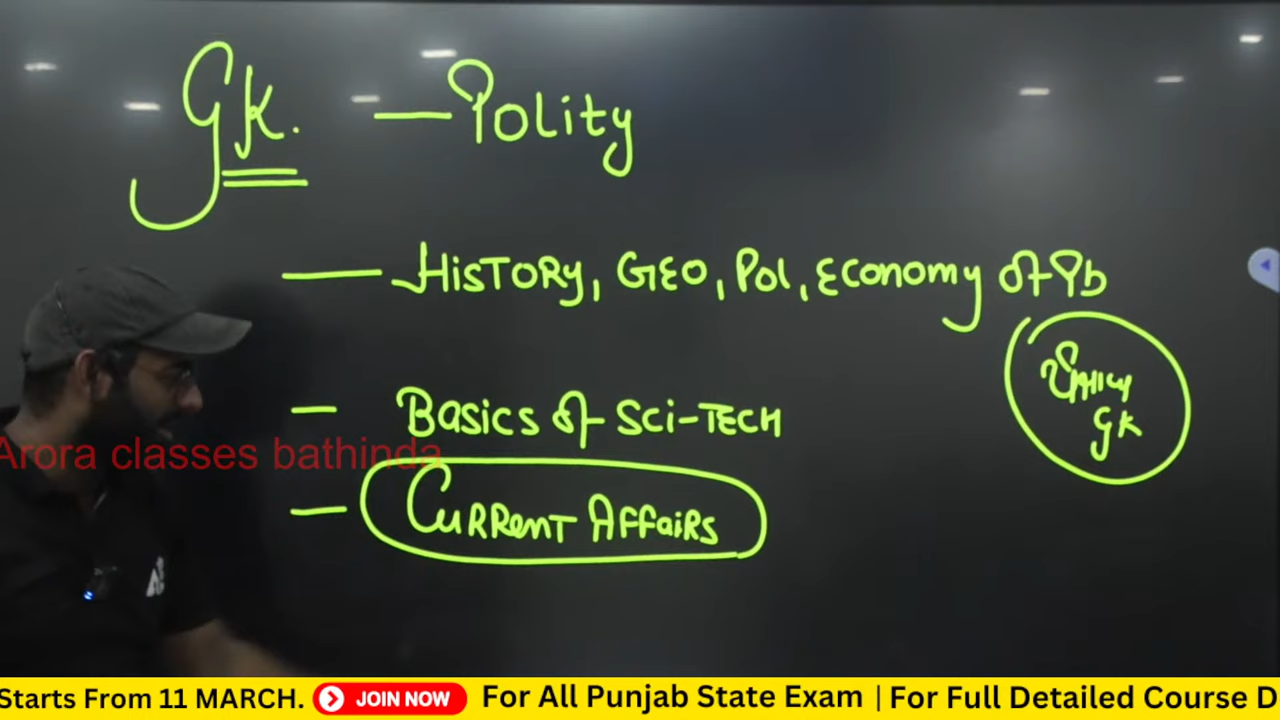 GK. — Polity
— HISTORY, GEO, Pol, Economy of Pb
GK
— Basics of Sci-TECH
Arora classes bathinda
— Current Affairs
Starts From 11 MARCH. JOIN NOW For All Punjab State Exam | For Full Detailed Course D